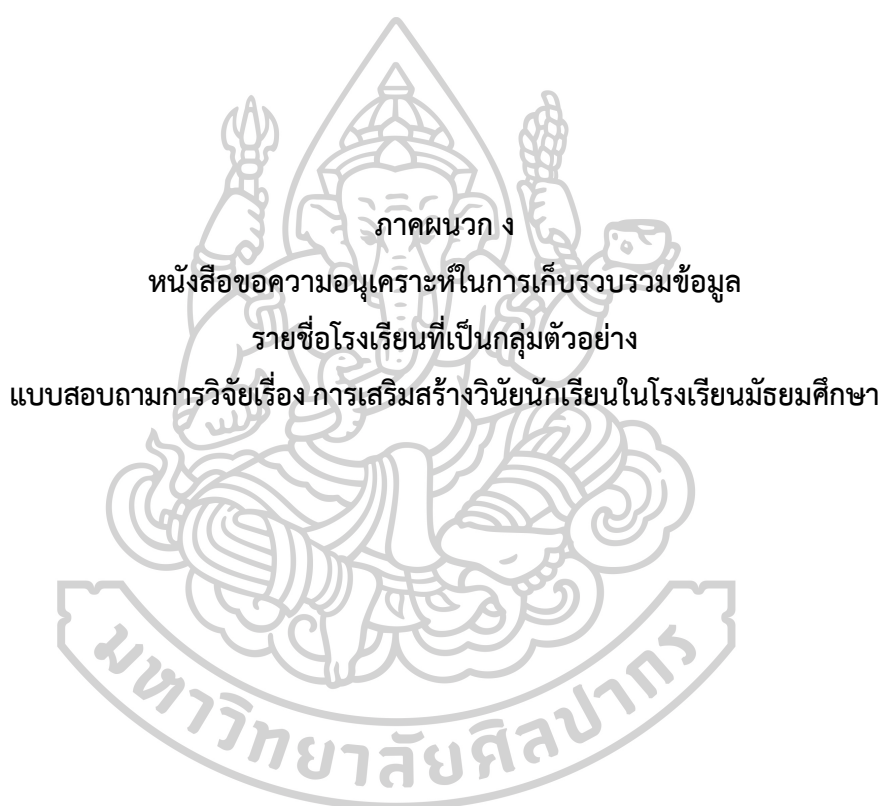 ภาคผนวก ง
หนังสือขอความอนุเคราะห์ในการเก็บรวบรวมข้อมูล
รายชื่อโรงเรียนที่เป็นกลุ่มตัวอย่าง
แบบสอบถามการวิจัยเรื่อง การเสริมสร้างวินัยนักเรียนในโรงเรียนมัธยมศึกษา
มหาวิทยาลัยศิลปากร